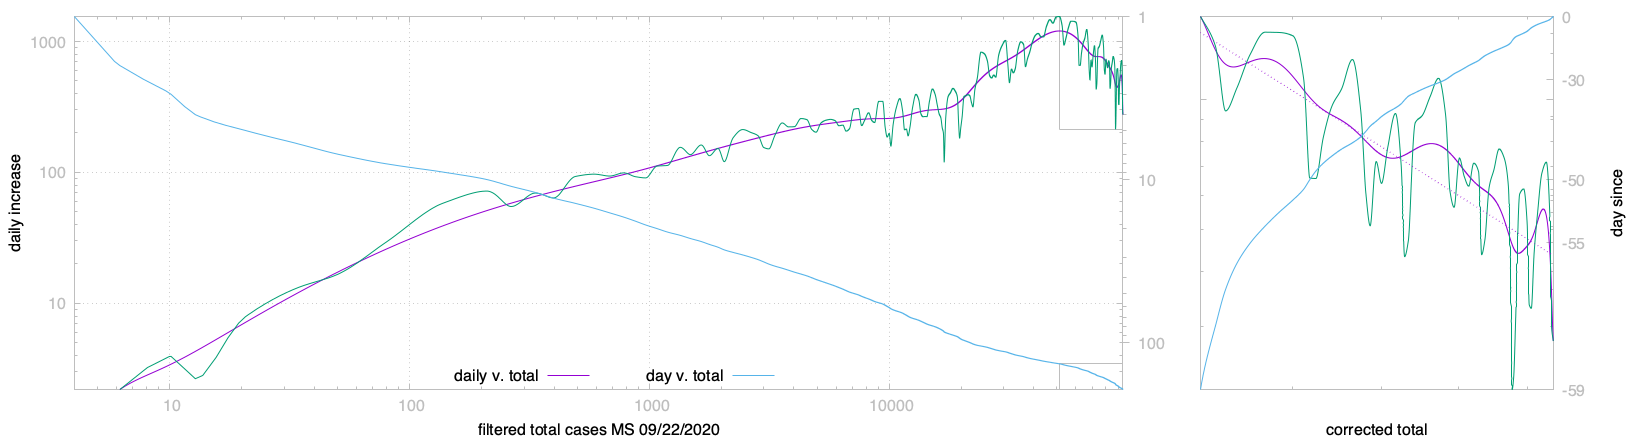 1000
100
10
daily increase
10
100
1000
10000
filtered total cases MS 09/22/2020
daily v. total
day v. total
1
10
100
0
-30
-50
-55
-59
day since
corrected total